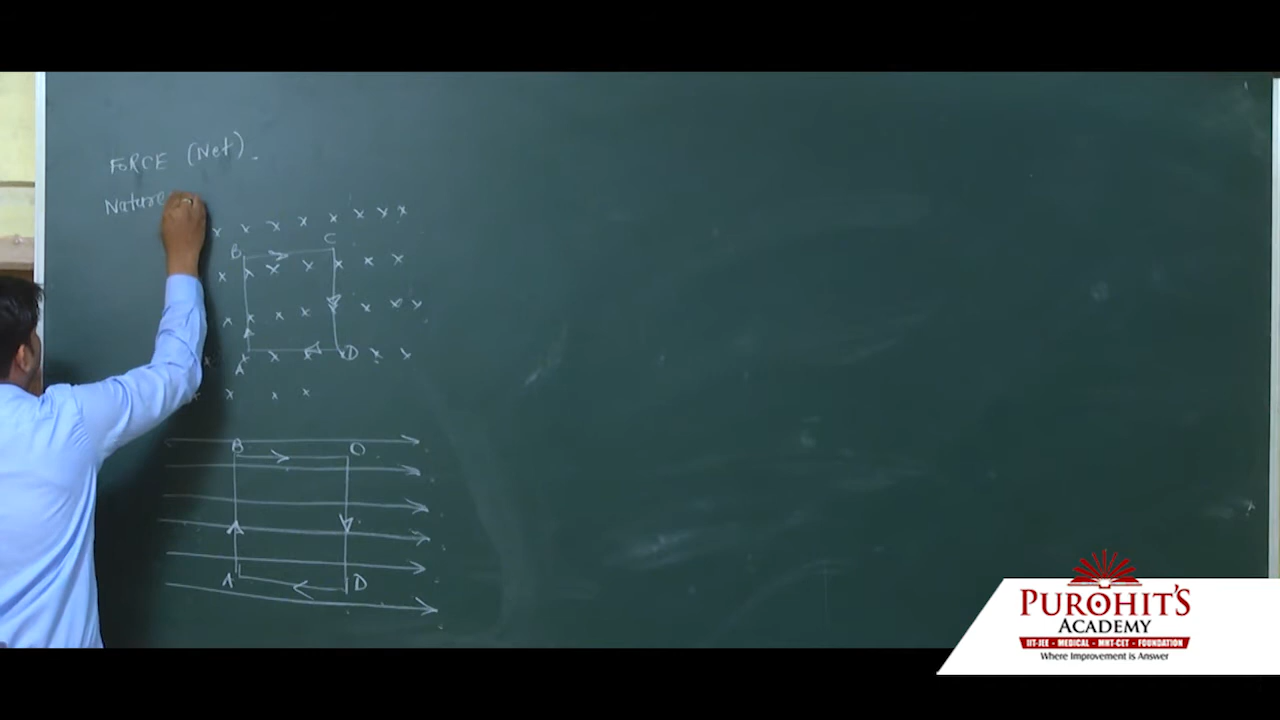 FORCE (Net).
Nature
x x x x x x x x
B C
x x x x x x x
x x x x x x x x
x x x D x x
A
x x x x
B C
A D
PUROHIT'S
ACADEMY
IIT-JEE - MEDICAL - MHT-CET - FOUNDATION
Where Improvement is Answer